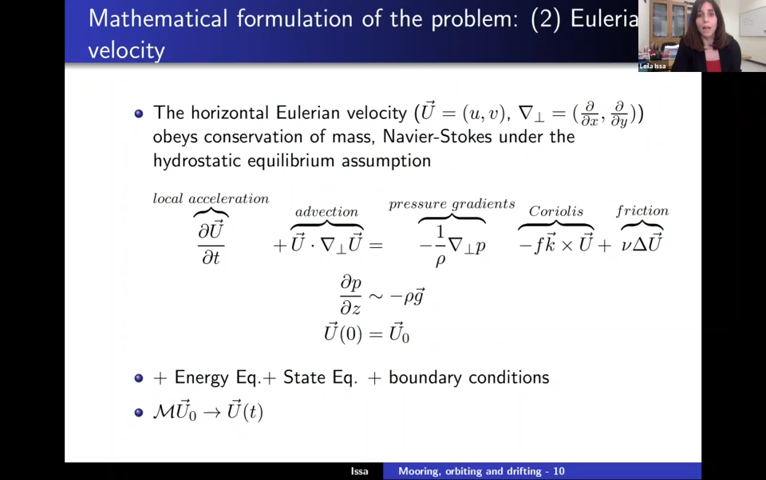 Mathematical formulation of the problem: (2) Euleria
velocity
Leila Issa
The horizontal Eulerian velocity (U⃗ = (u, v), ∇⊥ = (∂/∂x, ∂/∂y))
obeys conservation of mass, Navier-Stokes under the
hydrostatic equilibrium assumption
local acceleration advection pressure gradients Coriolis friction
∂U⃗/∂t + U⃗ · ∇⊥U⃗ = −1/ρ ∇⊥p −fk⃗ × U⃗ + νΔU⃗
∂p/∂z ∼ −ρg⃗
U⃗(0) = U⃗₀
+ Energy Eq.+ State Eq. + boundary conditions
ℳU⃗₀ → U⃗(t)
Issa Mooring, orbiting and drifting - 10